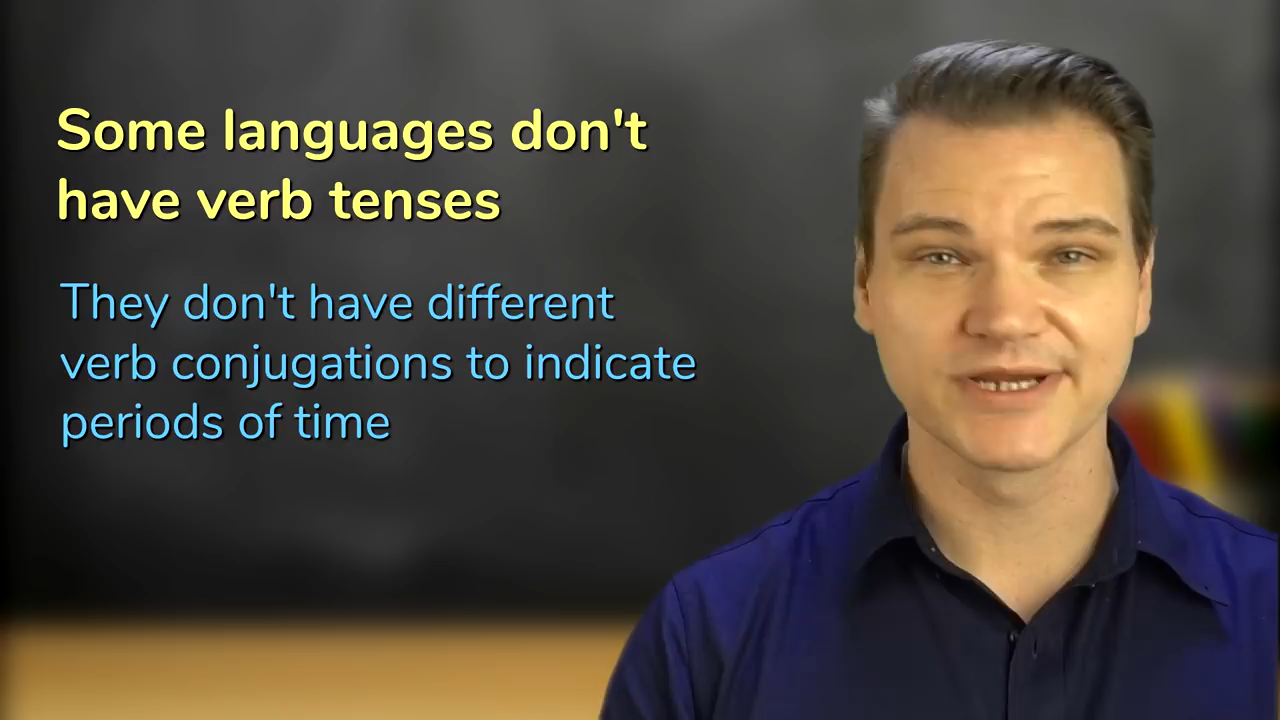 Some languages don't
have verb tenses
They don't have different
verb conjugations to indicate
periods of time